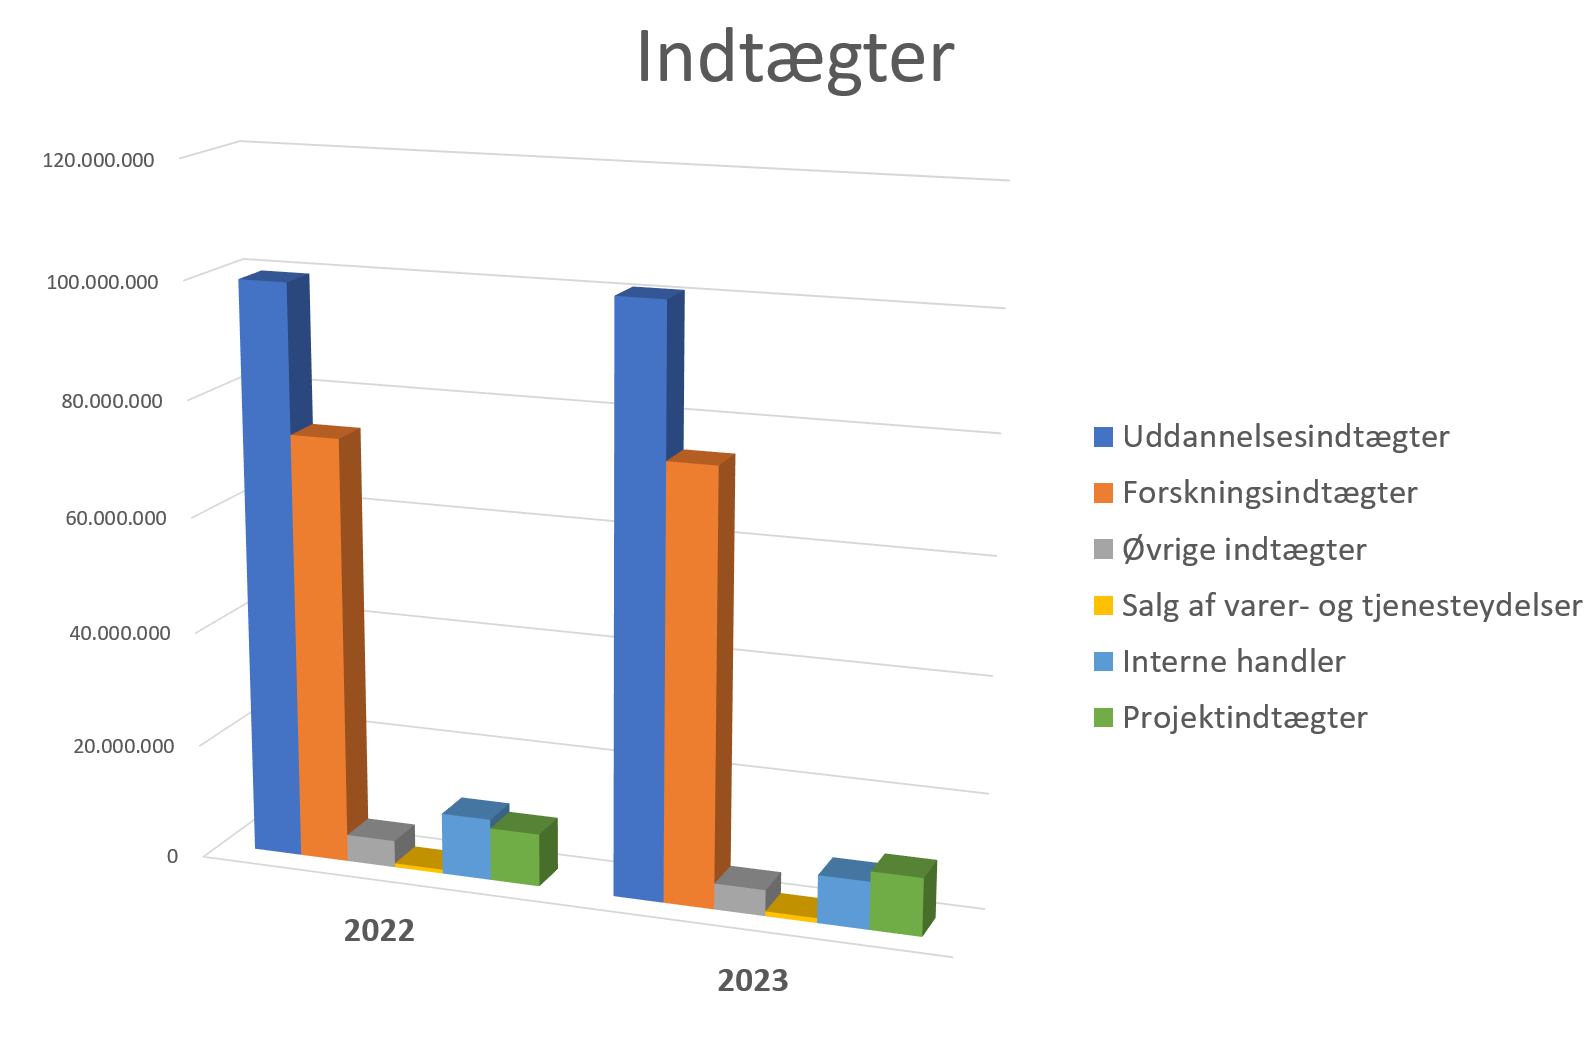 Indtægter
120.000.000
100.000.000
80.000.000
60.000.000
40.000.000
20.000.000
0
2022
2023
Uddannelsesindtægter
Forskningsindtægter
Øvrige indtægter
Salg af varer- og tjenesteydelser
Interne handler
Projektindtægter